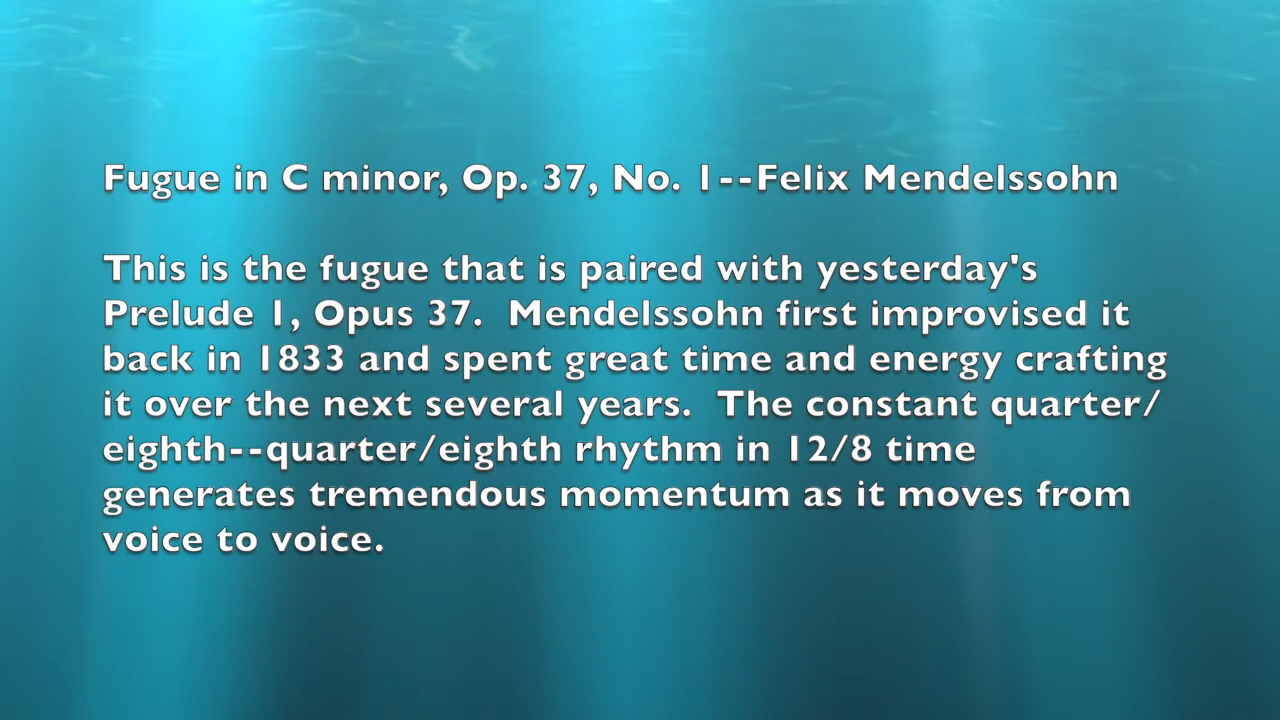 Fugue in C minor, Op. 37, No. 1--Felix Mendelssohn
This is the fugue that is paired with yesterday's
Prelude 1, Opus 37.  Mendelssohn first improvised it
back in 1833 and spent great time and energy crafting
it over the next several years.  The constant quarter/
eighth--quarter/eighth rhythm in 12/8 time
generates tremendous momentum as it moves from
voice to voice.